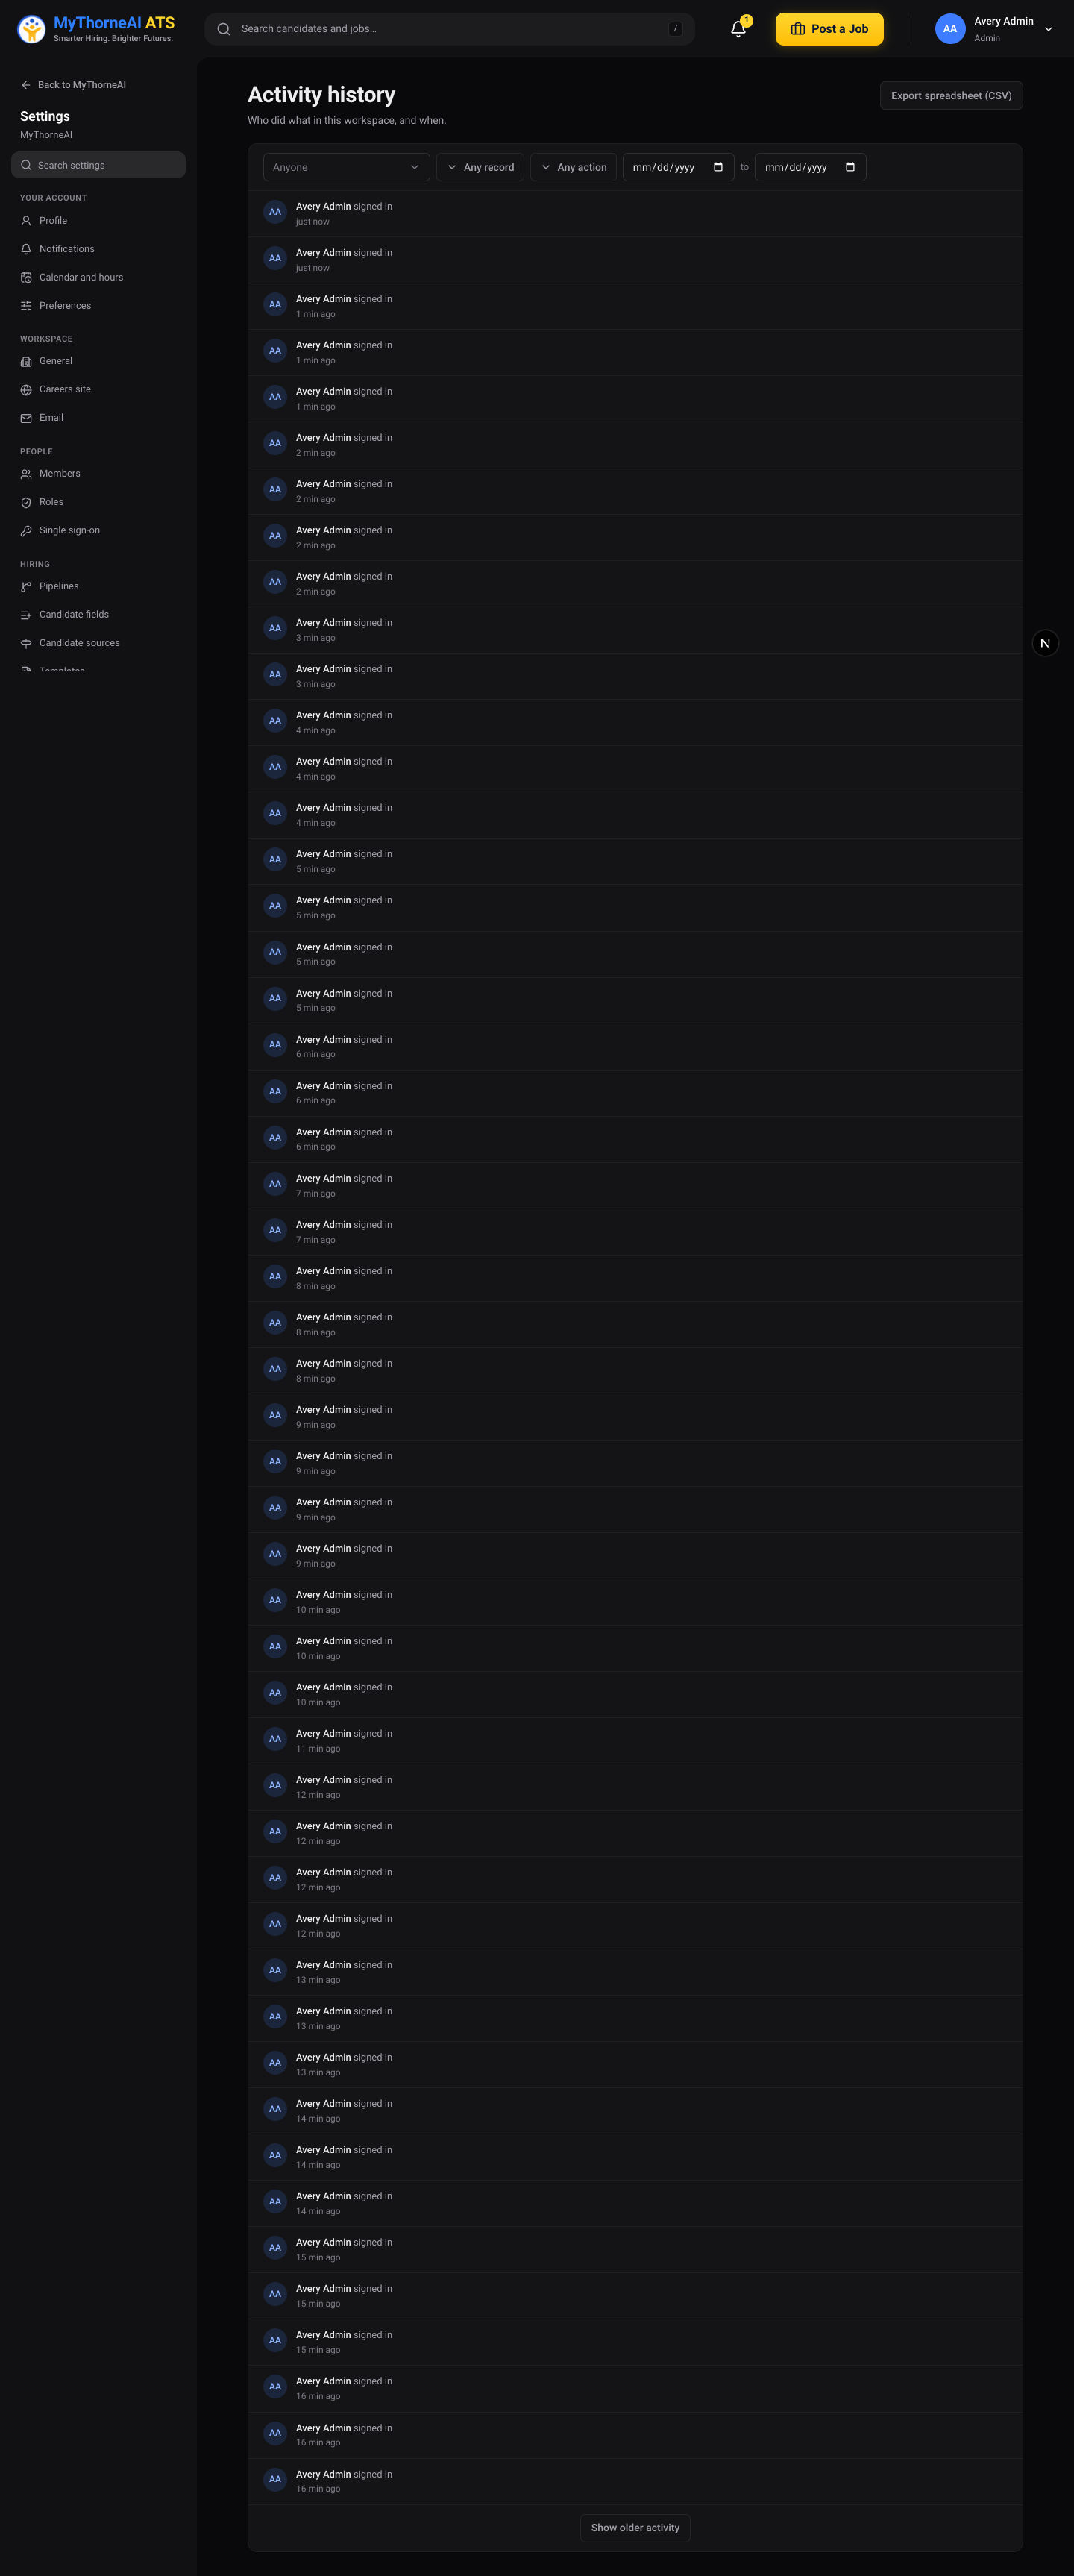 MyThorneAI ATS
Smarter Hiring. Brighter Futures.
Search candidates and jobs...
/
1
Post a Job
AA
Avery Admin
Admin
Back to MyThorneAI
Settings
MyThorneAI
Search settings
YOUR ACCOUNT
Profile
Notifications
Calendar and hours
Preferences
WORKSPACE
General
Careers site
Email
PEOPLE
Members
Roles
Single sign-on
HIRING
Pipelines
Candidate fields
Candidate sources
Templates
Activity history
Who did what in this workspace, and when.
Export spreadsheet (CSV)
Anyone
Any record
Any action
mm/dd/yyyy
to
mm/dd/yyyy
AA
Avery Admin signed in
just now
AA
Avery Admin signed in
just now
AA
Avery Admin signed in
1 min ago
AA
Avery Admin signed in
1 min ago
AA
Avery Admin signed in
1 min ago
AA
Avery Admin signed in
2 min ago
AA
Avery Admin signed in
2 min ago
AA
Avery Admin signed in
2 min ago
AA
Avery Admin signed in
2 min ago
AA
Avery Admin signed in
3 min ago
AA
Avery Admin signed in
3 min ago
AA
Avery Admin signed in
4 min ago
AA
Avery Admin signed in
4 min ago
AA
Avery Admin signed in
4 min ago
AA
Avery Admin signed in
5 min ago
AA
Avery Admin signed in
5 min ago
AA
Avery Admin signed in
5 min ago
AA
Avery Admin signed in
5 min ago
AA
Avery Admin signed in
6 min ago
AA
Avery Admin signed in
6 min ago
AA
Avery Admin signed in
6 min ago
AA
Avery Admin signed in
7 min ago
AA
Avery Admin signed in
7 min ago
AA
Avery Admin signed in
8 min ago
AA
Avery Admin signed in
8 min ago
AA
Avery Admin signed in
8 min ago
AA
Avery Admin signed in
9 min ago
AA
Avery Admin signed in
9 min ago
AA
Avery Admin signed in
9 min ago
AA
Avery Admin signed in
9 min ago
AA
Avery Admin signed in
10 min ago
AA
Avery Admin signed in
10 min ago
AA
Avery Admin signed in
10 min ago
AA
Avery Admin signed in
11 min ago
AA
Avery Admin signed in
12 min ago
AA
Avery Admin signed in
12 min ago
AA
Avery Admin signed in
12 min ago
AA
Avery Admin signed in
12 min ago
AA
Avery Admin signed in
13 min ago
AA
Avery Admin signed in
13 min ago
AA
Avery Admin signed in
13 min ago
AA
Avery Admin signed in
14 min ago
AA
Avery Admin signed in
14 min ago
AA
Avery Admin signed in
14 min ago
AA
Avery Admin signed in
15 min ago
AA
Avery Admin signed in
15 min ago
AA
Avery Admin signed in
15 min ago
AA
Avery Admin signed in
16 min ago
AA
Avery Admin signed in
16 min ago
AA
Avery Admin signed in
16 min ago
Show older activity
N